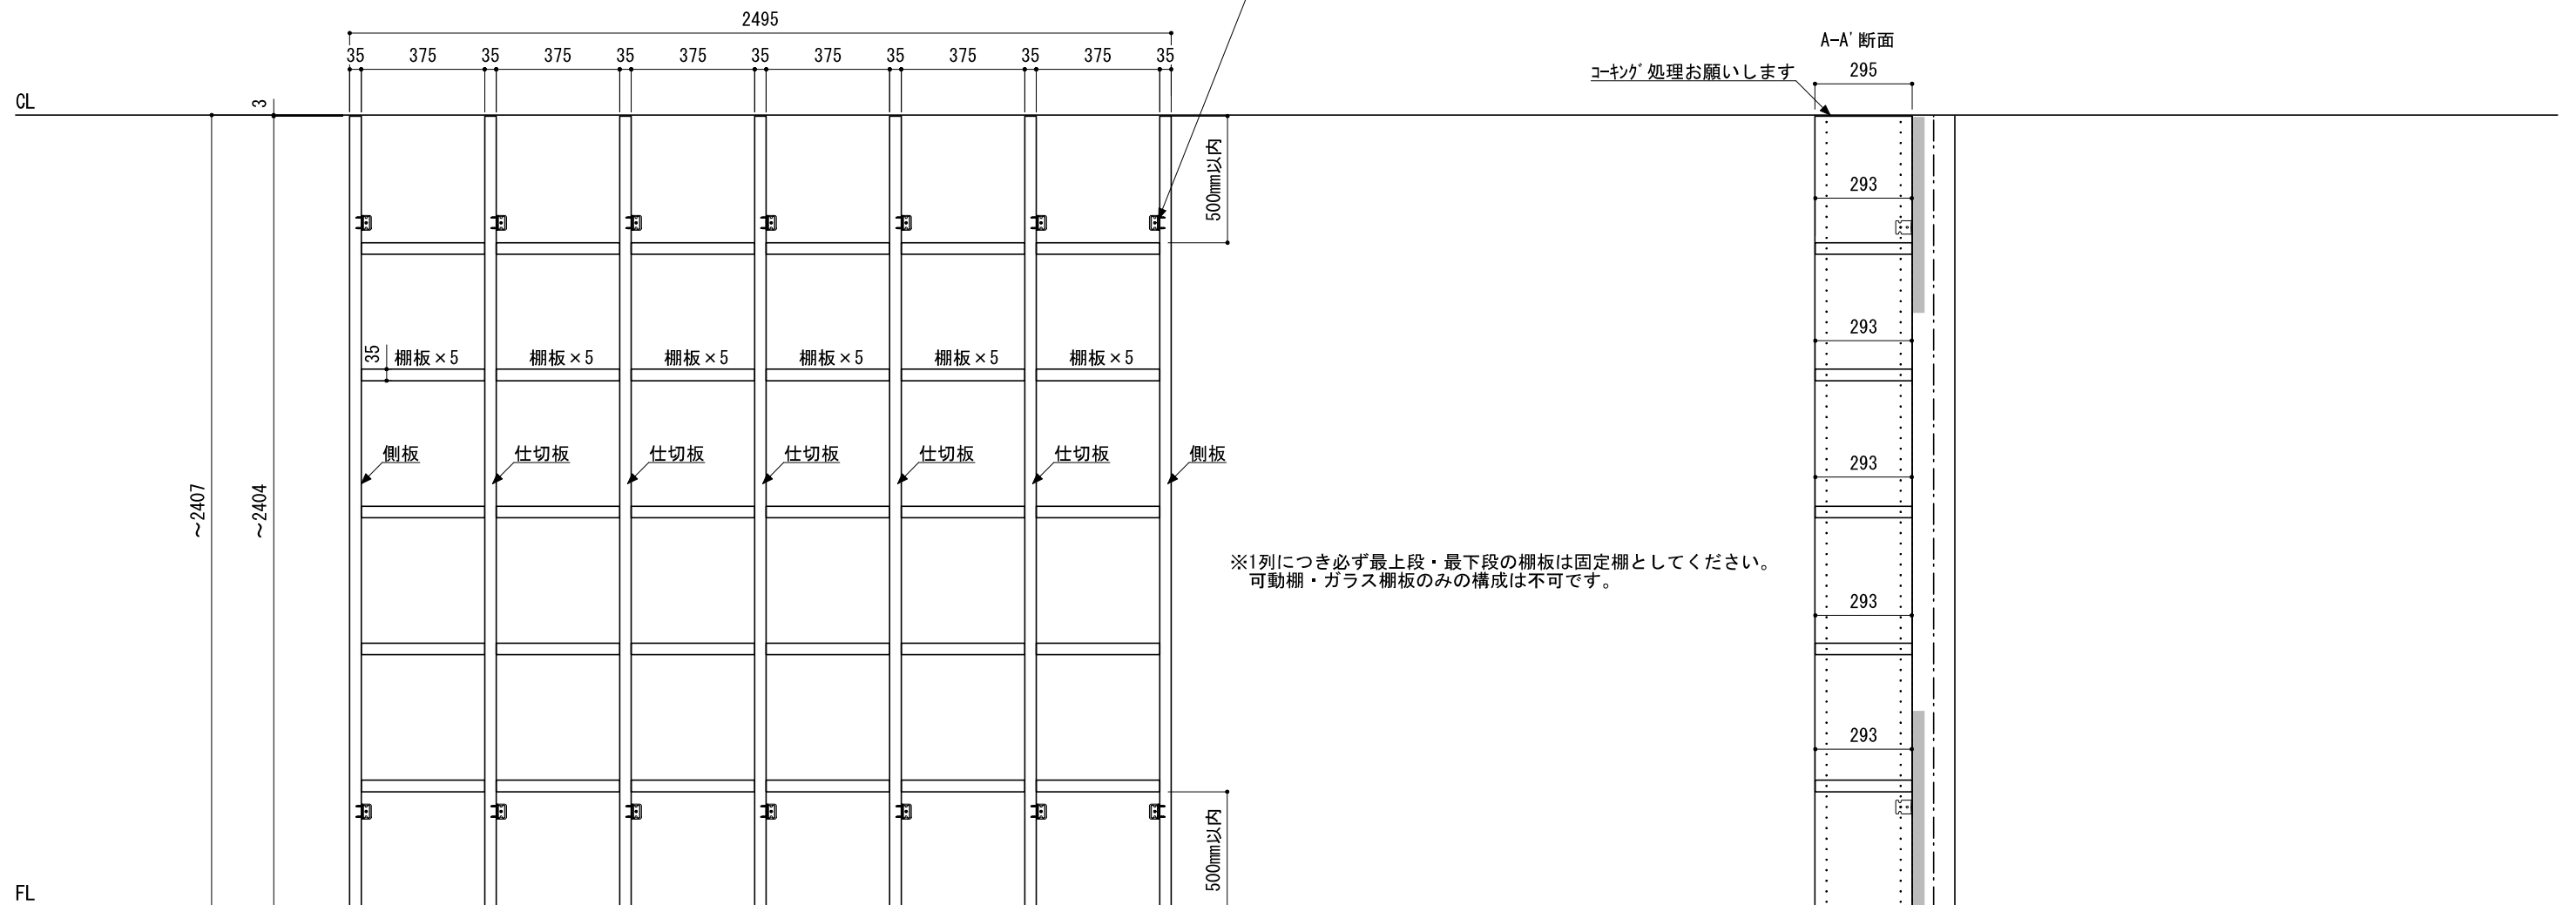 2495
35 375 35 375 35 375 35 375 35 375 35 375 35
A-A' 断面
ｺｰｷﾝｸﾞ処理お願いします
295
CL
3
500mm以内
293
293
35
棚板×5 棚板×5 棚板×5 棚板×5 棚板×5 棚板×5
側板 仕切板 仕切板 仕切板 仕切板 仕切板 側板
293
~2407
~2404
※1列につき必ず最上段・最下段の棚板は固定棚としてください。
可動棚・ガラス棚板のみの構成は不可です。
293
293
500mm以内
FL